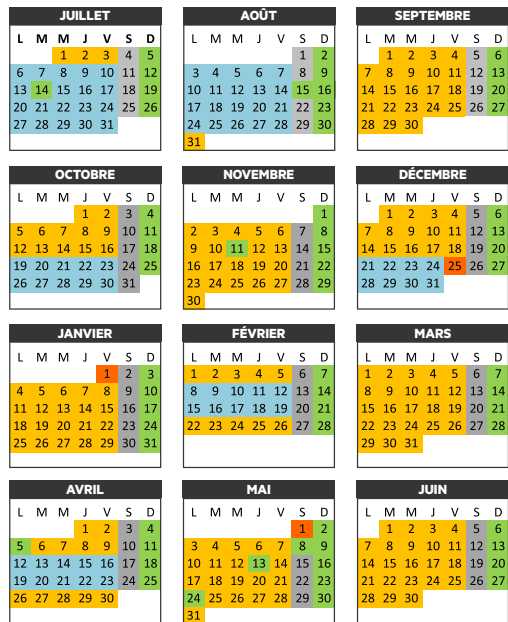 JUILLET
L M M J V S D
1 2 3 4 5
6 7 8 9 10 11 12
13 14 15 16 17 18 19
20 21 22 23 24 25 26
27 28 29 30 31
AOÛT
L M M J V S D
1 2
3 4 5 6 7 8 9
10 11 12 13 14 15 16
17 18 19 20 21 22 23
24 25 26 27 28 29 30
31
SEPTEMBRE
L M M J V S D
1 2 3 4 5 6
7 8 9 10 11 12 13
14 15 16 17 18 19 20
21 22 23 24 25 26 27
28 29 30
OCTOBRE
L M M J V S D
1 2 3 4
5 6 7 8 9 10 11
12 13 14 15 16 17 18
19 20 21 22 23 24 25
26 27 28 29 30 31
NOVEMBRE
L M M J V S D
1
2 3 4 5 6 7 8
9 10 11 12 13 14 15
16 17 18 19 20 21 22
23 24 25 26 27 28 29
30
DÉCEMBRE
L M M J V S D
1 2 3 4 5 6
7 8 9 10 11 12 13
14 15 16 17 18 19 20
21 22 23 24 25 26 27
28 29 30 31
JANVIER
L M M J V S D
1 2 3
4 5 6 7 8 9 10
11 12 13 14 15 16 17
18 19 20 21 22 23 24
25 26 27 28 29 30 31
FÉVRIER
L M M J V S D
1 2 3 4 5 6 7
8 9 10 11 12 13 14
15 16 17 18 19 20 21
22 23 24 25 26 27 28
MARS
L M M J V S D
1 2 3 4 5 6 7
8 9 10 11 12 13 14
15 16 17 18 19 20 21
22 23 24 25 26 27 28
29 30 31
AVRIL
L M M J V S D
1 2 3 4
5 6 7 8 9 10 11
12 13 14 15 16 17 18
19 20 21 22 23 24 25
26 27 28 29 30
MAI
L M M J V S D
1 2
3 4 5 6 7 8 9
10 11 12 13 14 15 16
17 18 19 20 21 22 23
24 25 26 27 28 29 30
31
JUIN
L M M J V S D
1 2 3 4 5 6
7 8 9 10 11 12 13
14 15 16 17 18 19 20
21 22 23 24 25 26 27
28 29 30